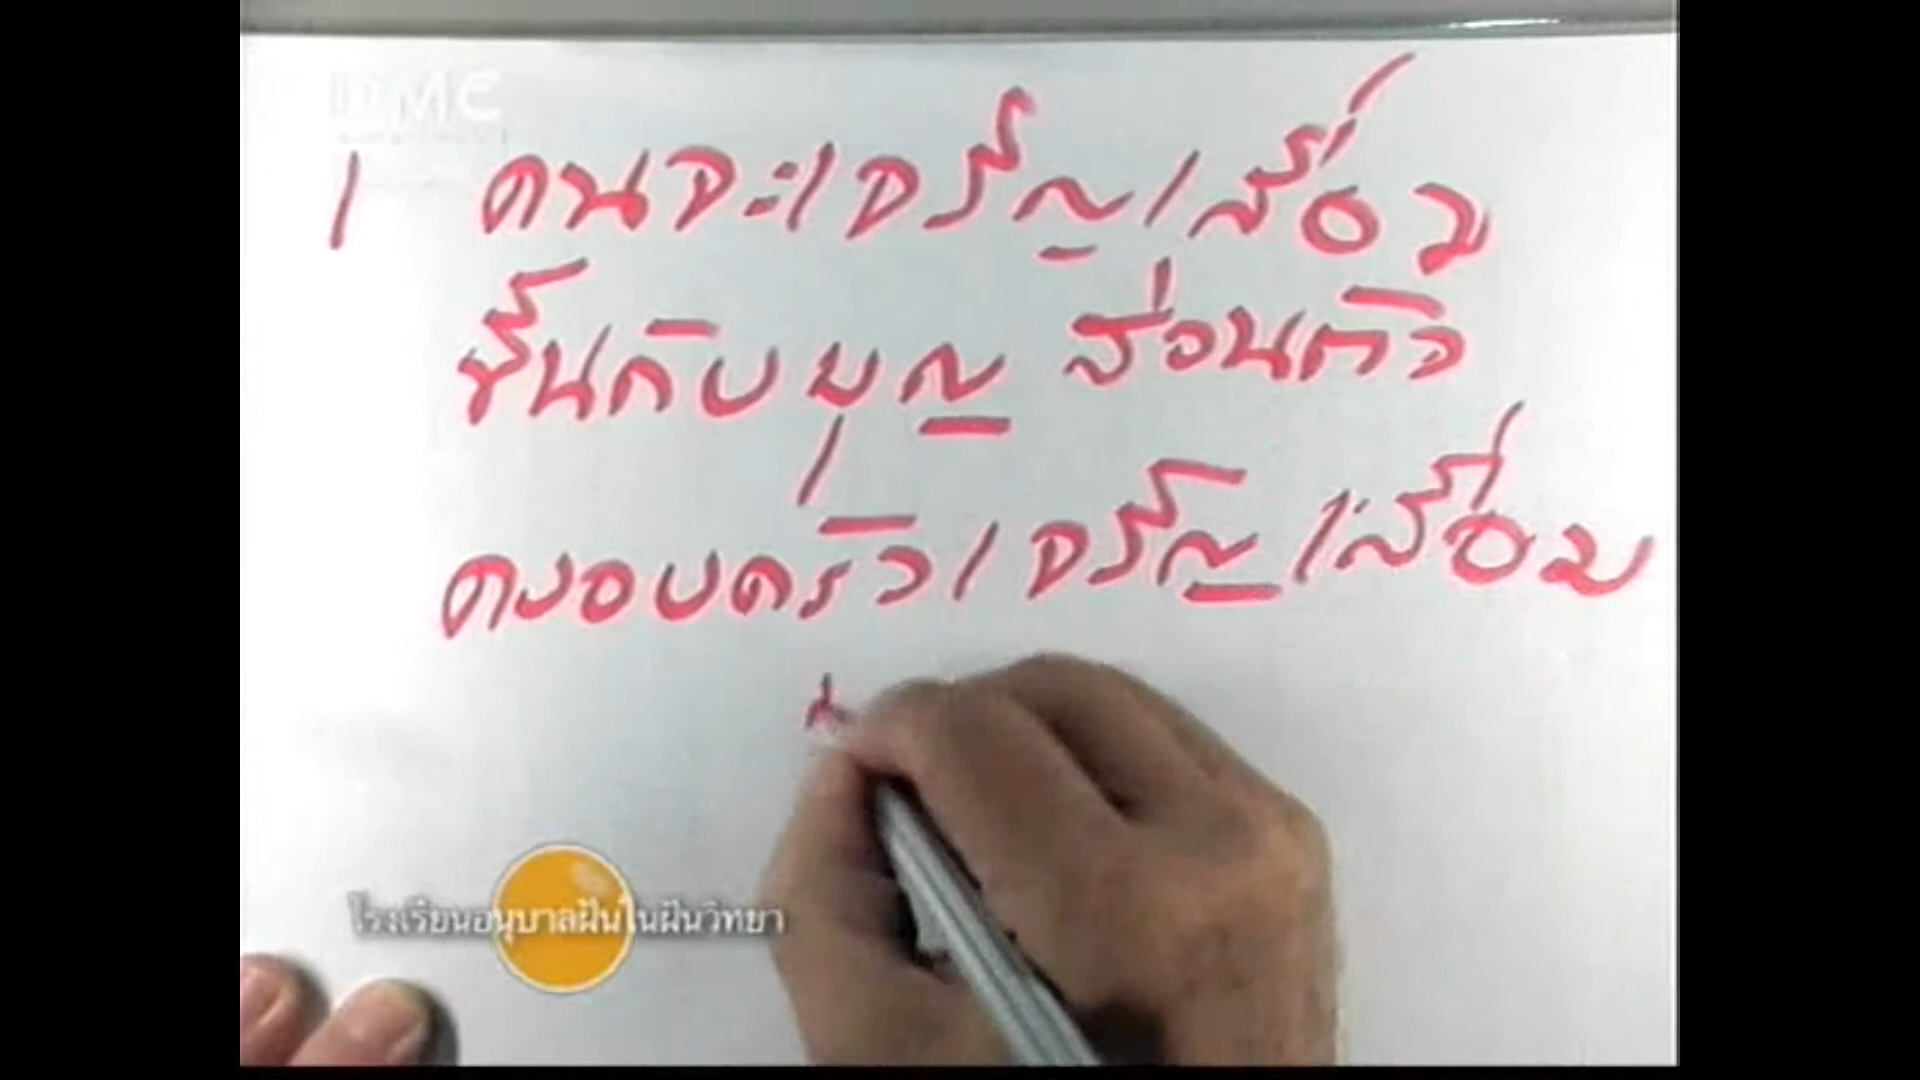 DMC
1 คนจะเจริญ/เสื่อม
ขึ้นกับบุญ ส่วนตัว
ครอบครัวเจริญ/เสื่อม
โรงเรียนอนุบาลฝันในฝันวิทยา